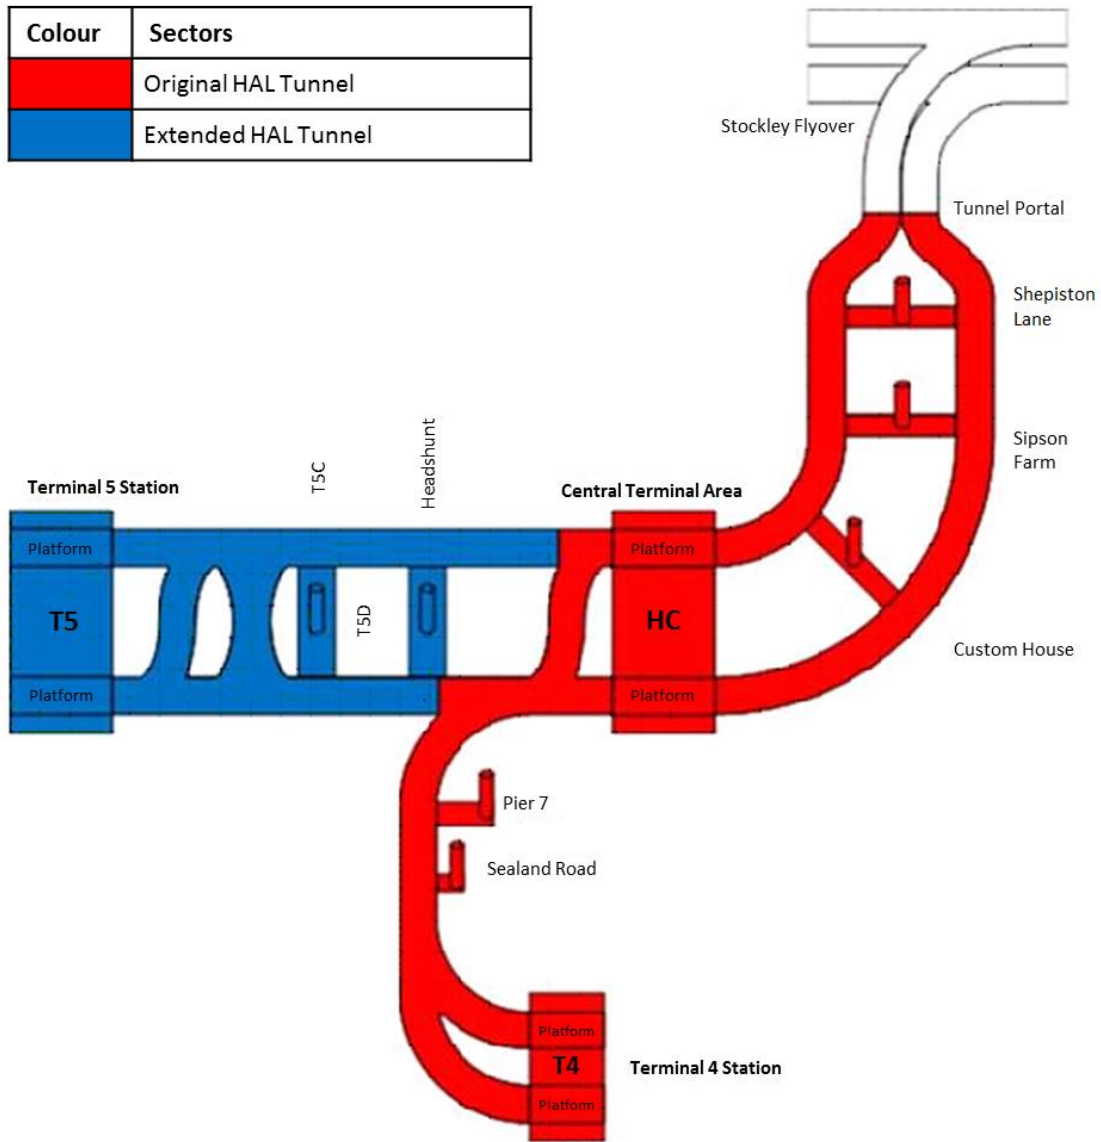 Colour Sectors
Original HAL Tunnel
Extended HAL Tunnel
Stockley Flyover
Tunnel Portal
Shepiston
Lane
Sipson
Farm
Terminal 5 Station
T5C
Headshunt
Central Terminal Area
Platform
Platform
T5
T5D
HC
Custom House
Platform
Platform
Pier 7
Sealand Road
Platform
T4
Terminal 4 Station
Platform